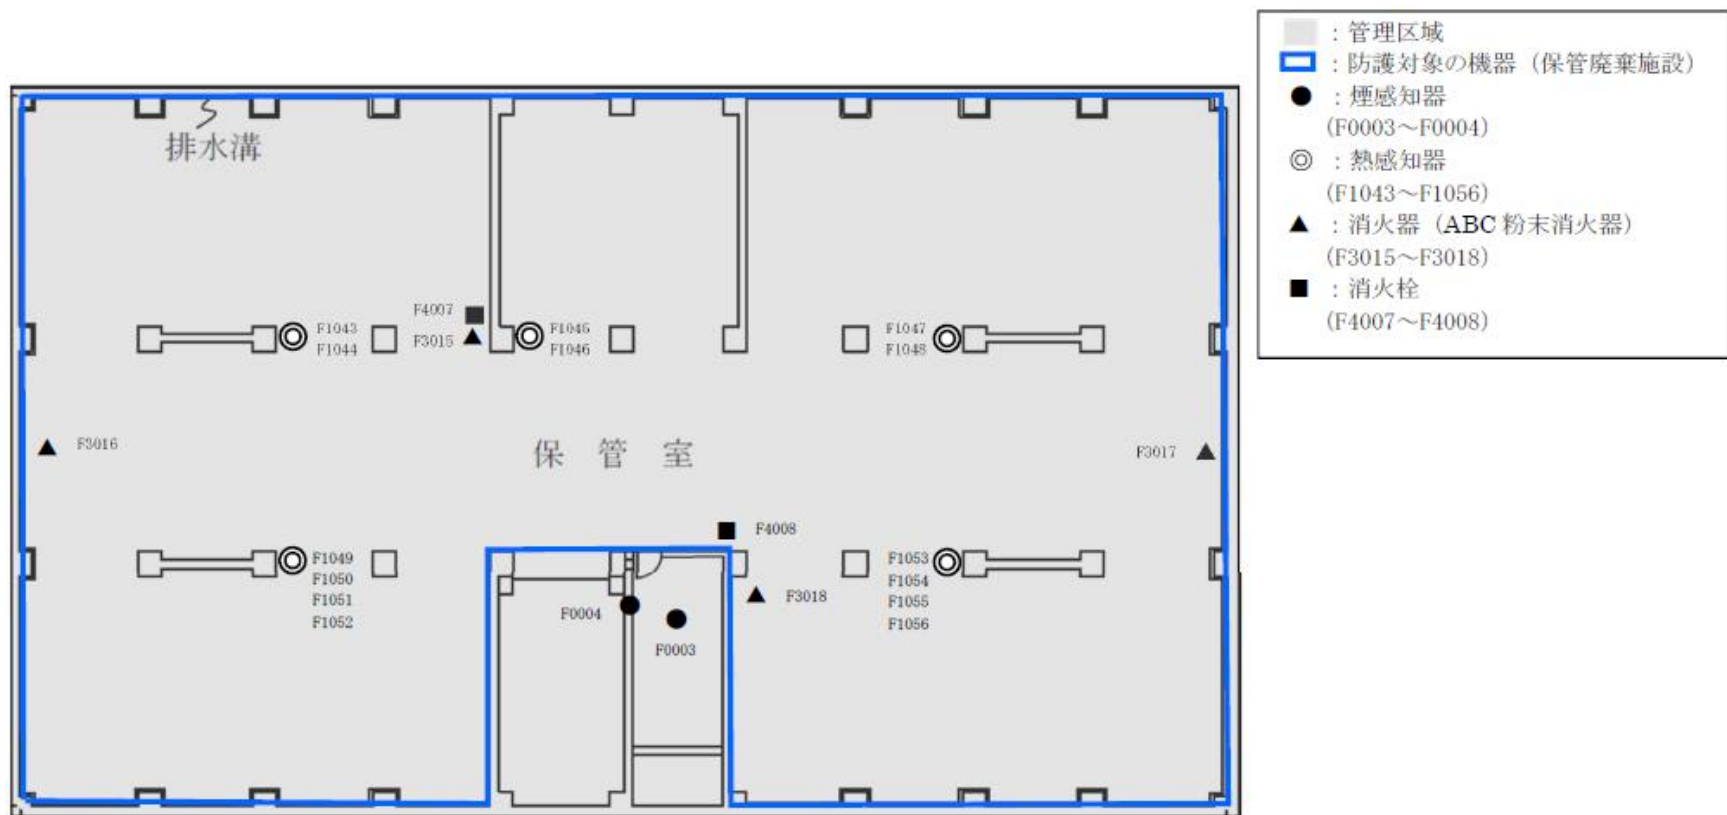 ：管理区域
：防護対象の機器（保管廃棄施設）
：煙感知器
(F0003～F0004)
：熱感知器
(F1043～F1056)
：消火器（ABC 粉末消火器）
(F3015～F3018)
：消火栓
(F4007～F4008)
排水溝
F4007
F3015
F1043
F1044
F1045
F1046
F1047
F1048
F3016
保管室
F3017
F4008
F1049
F1050
F1051
F1052
F0004
F0003
F3018
F1053
F1054
F1055
F1056